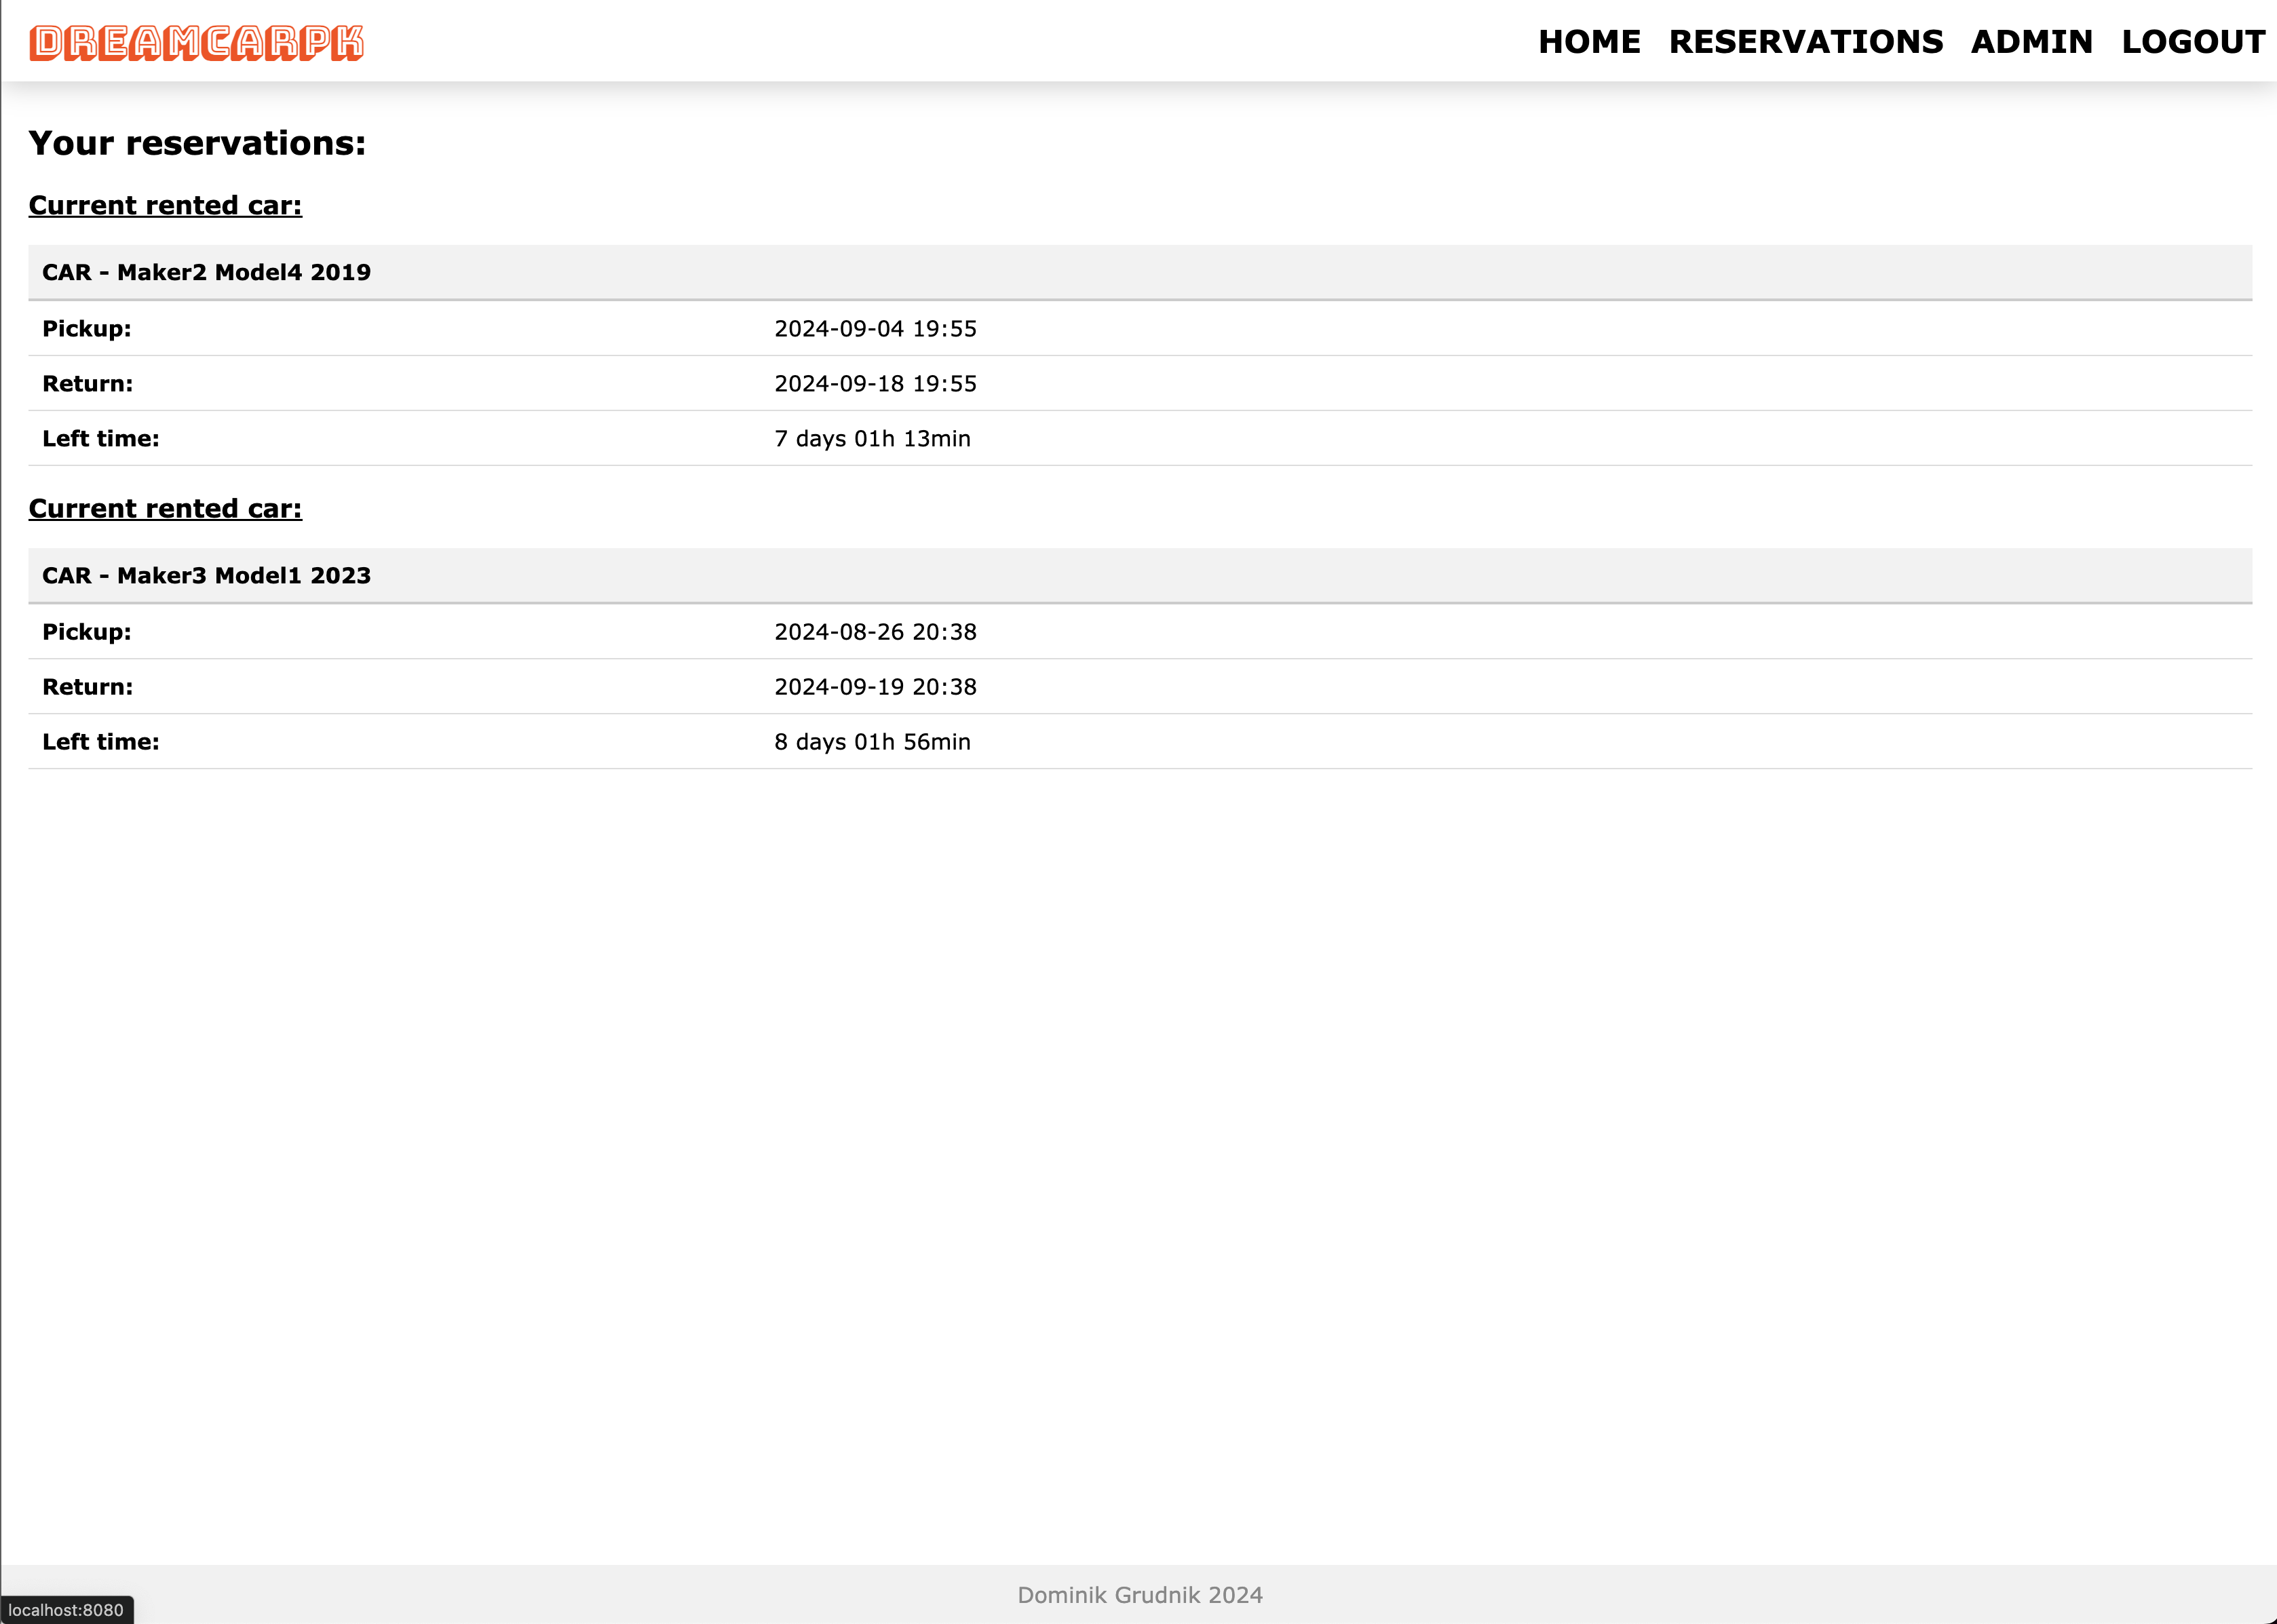 DREAMCARPK HOME RESERVATIONS ADMIN LOGOUT
Your reservations:
Current rented car:
CAR - Maker2 Model4 2019
Pickup: 2024-09-04 19:55
Return: 2024-09-18 19:55
Left time: 7 days 01h 13min
Current rented car:
CAR - Maker3 Model1 2023
Pickup: 2024-08-26 20:38
Return: 2024-09-19 20:38
Left time: 8 days 01h 56min
Dominik Grudnik 2024
localhost:8080